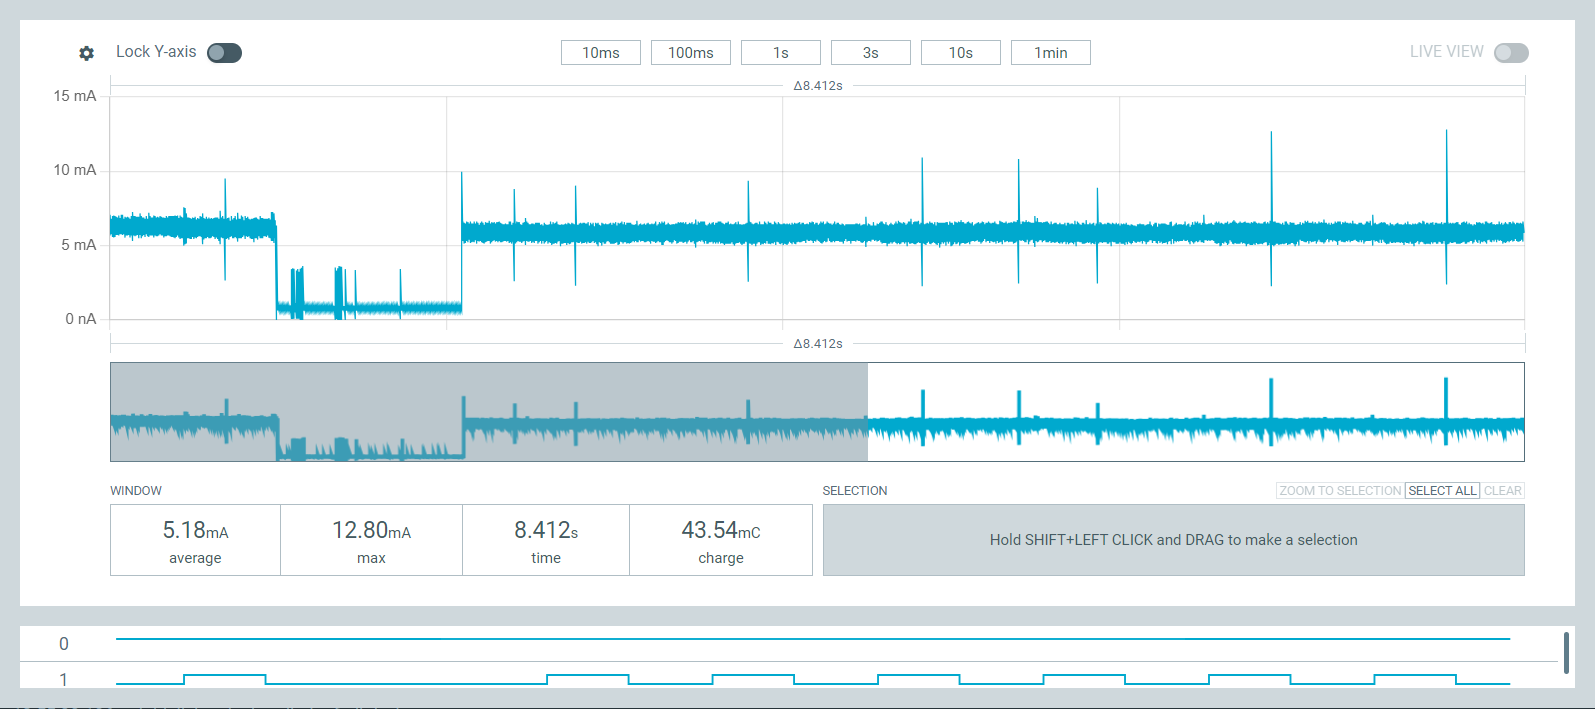 Lock Y-axis
10ms 100ms 1s 3s 10s 1min
LIVE VIEW
Δ8.412s
15 mA
10 mA
5 mA
0 nA
Δ8.412s
WINDOW
5.18mA
average
12.80mA
max
8.412s
time
43.54mC
charge
SELECTION
ZOOM TO SELECTION SELECT ALL CLEAR
Hold SHIFT+LEFT CLICK and DRAG to make a selection
0
1